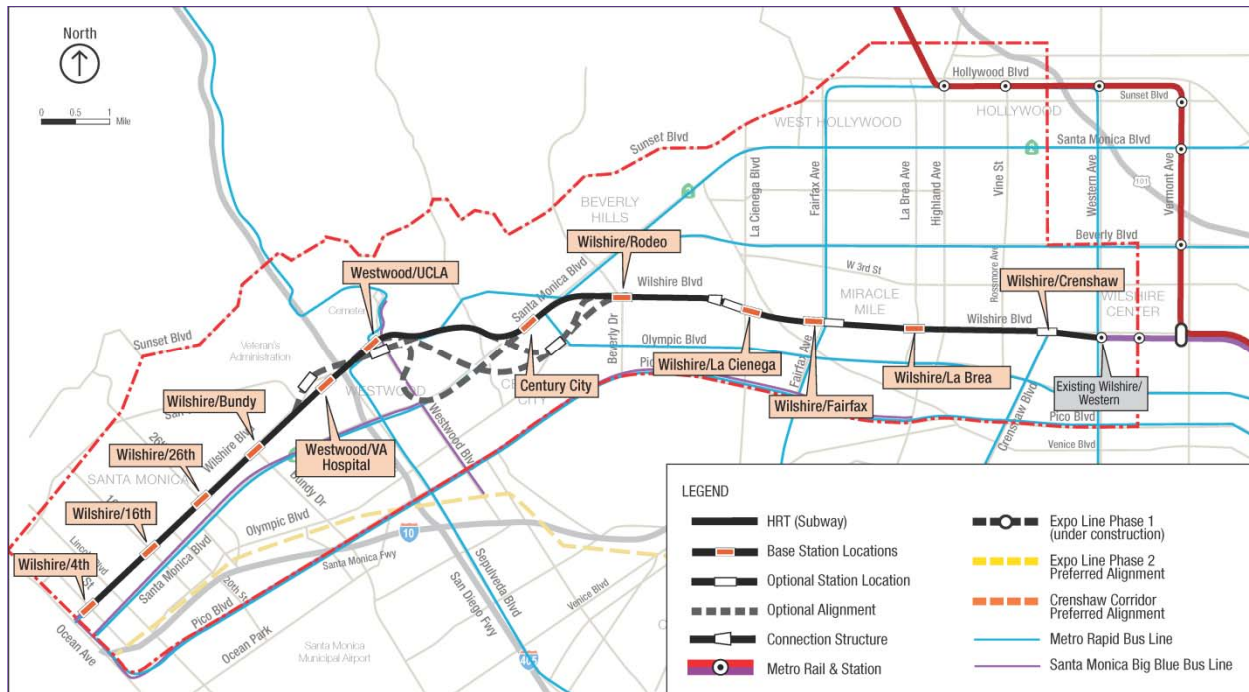 North
0 0.5 1
Mile
Hollywood Blvd
HOLLYWOOD
Sunset Blvd
WEST HOLLYWOOD
Santa Monica Blvd
Sunset Blvd
101
La Cienega Blvd
Fairfax Ave
La Brea Ave
Highland Ave
Vine St
Western Ave
Vermont Ave
BEVERLY
HILLS
Beverly Blvd
Wilshire/Rodeo
W 3rd St
Rossmore Ave
Westwood/UCLA
Santa Monica Blvd
Wilshire Blvd
Wilshire/Crenshaw
MIRACLE
MILE
WILSHIRE
CENTER
Cemetery
Wilshire Blvd
Sunset Blvd
Veteran's
Administration
Beverly Dr
Olympic Blvd
Fairfax Ave
Century City
Wilshire/La Cienega
Wilshire/La Brea
Existing Wilshire/
Western
WESTWOOD
CITY
Wilshire/Fairfax
Wilshire/Bundy
Westwood/VA
Hospital
Westwood Blvd
Crenshaw Blvd
Pico Blvd
Venice Blvd
Wilshire Blvd
Wilshire/26th
SANTA MONICA
Bundy Dr
Wilshire/16th
Olympic Blvd
10
Santa Monica Fwy
Wilshire/4th
Santa Monica Blvd
20th St
Pico Blvd
Sepulveda Blvd
San Diego Fwy
Venice Blvd
Ocean Ave
Ocean Park
Santa Monica
Municipal Airport
405
LEGEND
HRT (Subway)
Base Station Locations
Optional Station Location
Optional Alignment
Connection Structure
Metro Rail & Station
Expo Line Phase 1
(under construction)
Expo Line Phase 2
Preferred Alignment
Crenshaw Corridor
Preferred Alignment
Metro Rapid Bus Line
Santa Monica Big Blue Bus Line